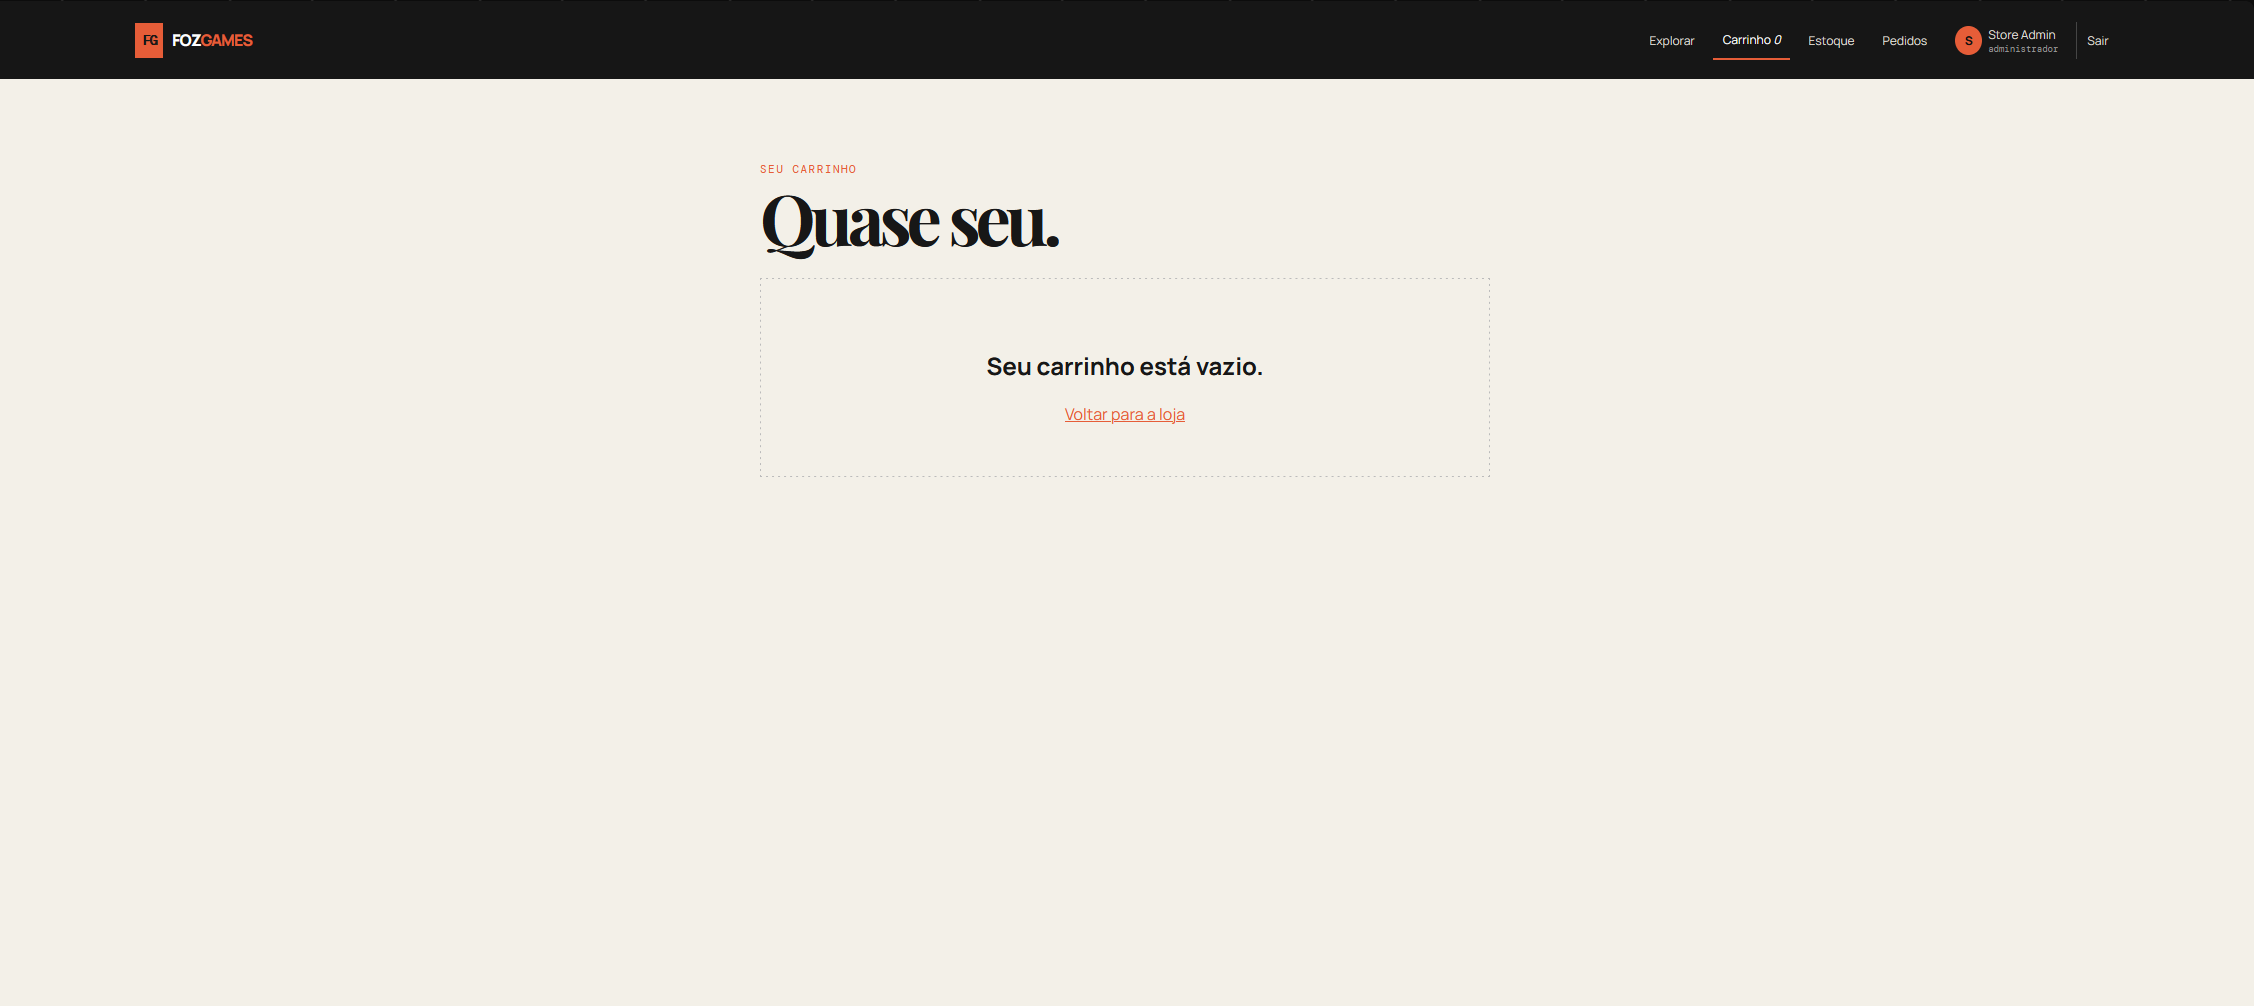 FG FOZGAMES
Explorar Carrinho 0 Estoque Pedidos S Store Admin Sair
administrador
SEU CARRINHO
Quase seu.
Seu carrinho está vazio.
Voltar para a loja